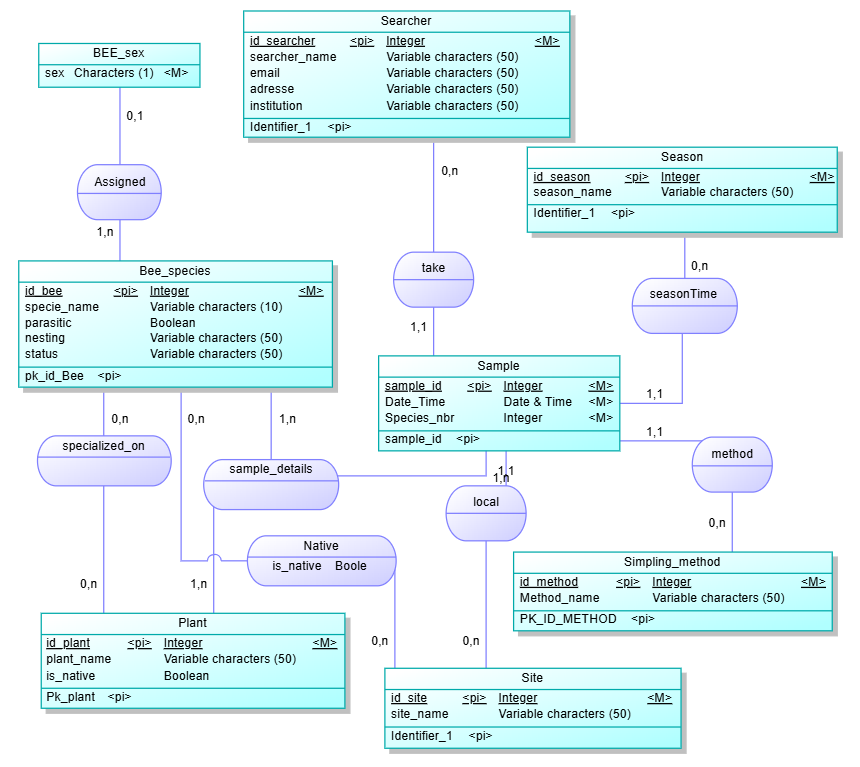 Searcher
id_searcher <pi> Integer <M>
searcher_name Variable characters (50)
email Variable characters (50)
adresse Variable characters (50)
institution Variable characters (50)
Identifier_1 <pi>
BEE_sex
sex Characters (1) <M>
0,1
Assigned
1,n
0,n
take
1,1
Season
id_season <pi> Integer <M>
season_name Variable characters (50)
Identifier_1 <pi>
0,n
seasonTime
1,1
Bee_species
id_bee <pi> Integer <M>
specie_name Variable characters (10)
parasitic Boolean
nesting Variable characters (50)
status Variable characters (50)
pk_id_Bee <pi>
Sample
sample_id <pi> Integer <M>
Date_Time Date & Time <M>
Species_nbr Integer <M>
sample_id <pi>
0,n
0,n
1,n
1,1
specialized_on
sample_details
method
1,1
1,n
local
0,n
Native
is_native Boole
0,n
1,n
0,n
0,n
Simpling_method
id_method <pi> Integer <M>
Method_name Variable characters (50)
PK_ID_METHOD <pi>
Plant
id_plant <pi> Integer <M>
plant_name Variable characters (50)
is_native Boolean
Pk_plant <pi>
Site
id_site <pi> Integer <M>
site_name Variable characters (50)
Identifier_1 <pi>